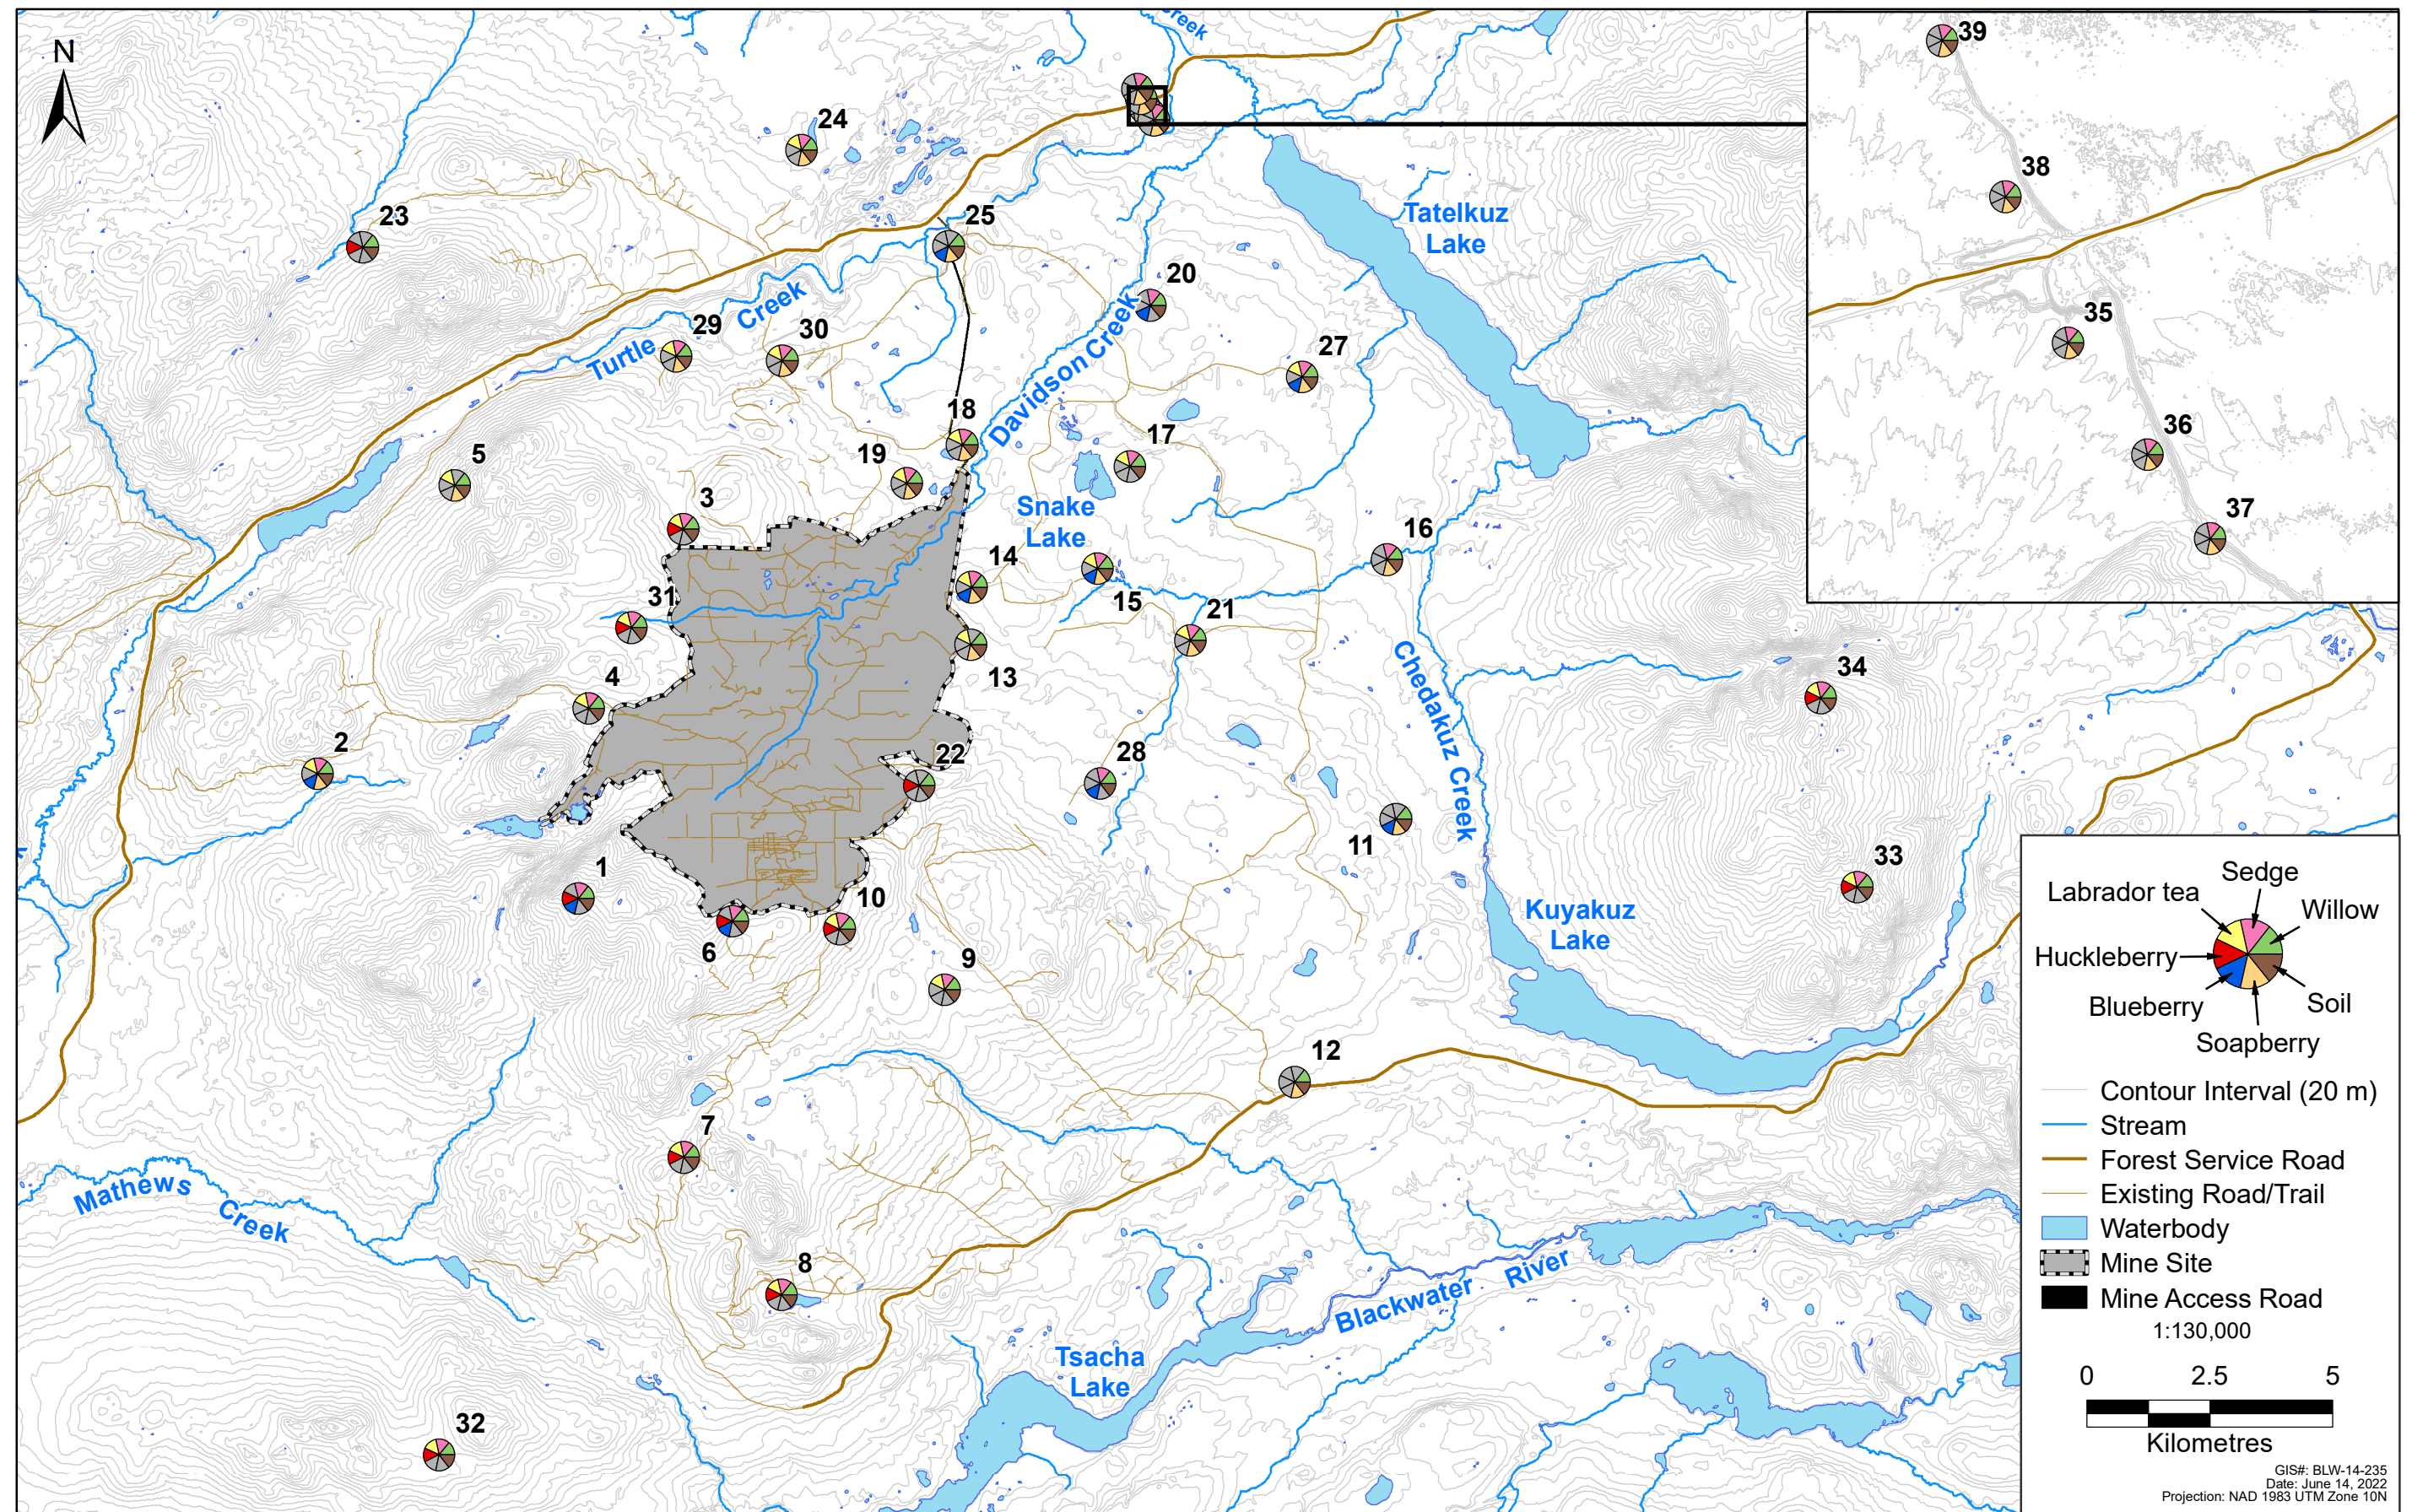 N
Creek
39
24
38
23
25
Tatelkuz
Lake
20
35
Creek
29
30
27
Turtle
Davidson Creek
18
36
5
19
17
3
Snake
Lake
37
16
14
31
15
21
13
4
34
Chedakuz Creek
2
22
28
11
33
1
10
Kuyakuz
Lake
6
9
12
7
Mathews
Creek
8
Blackwater River
Tsacha
Lake
32
Sedge
Labrador tea
Willow
Huckleberry
Blueberry
Soil
Soapberry
Contour Interval (20 m)
Stream
Forest Service Road
Existing Road/Trail
Waterbody
Mine Site
Mine Access Road
1:130,000
0 2.5 5
Kilometres
GIS#: BLW-14-235
Date: June 14, 2022
Projection: NAD 1983 UTM Zone 10N